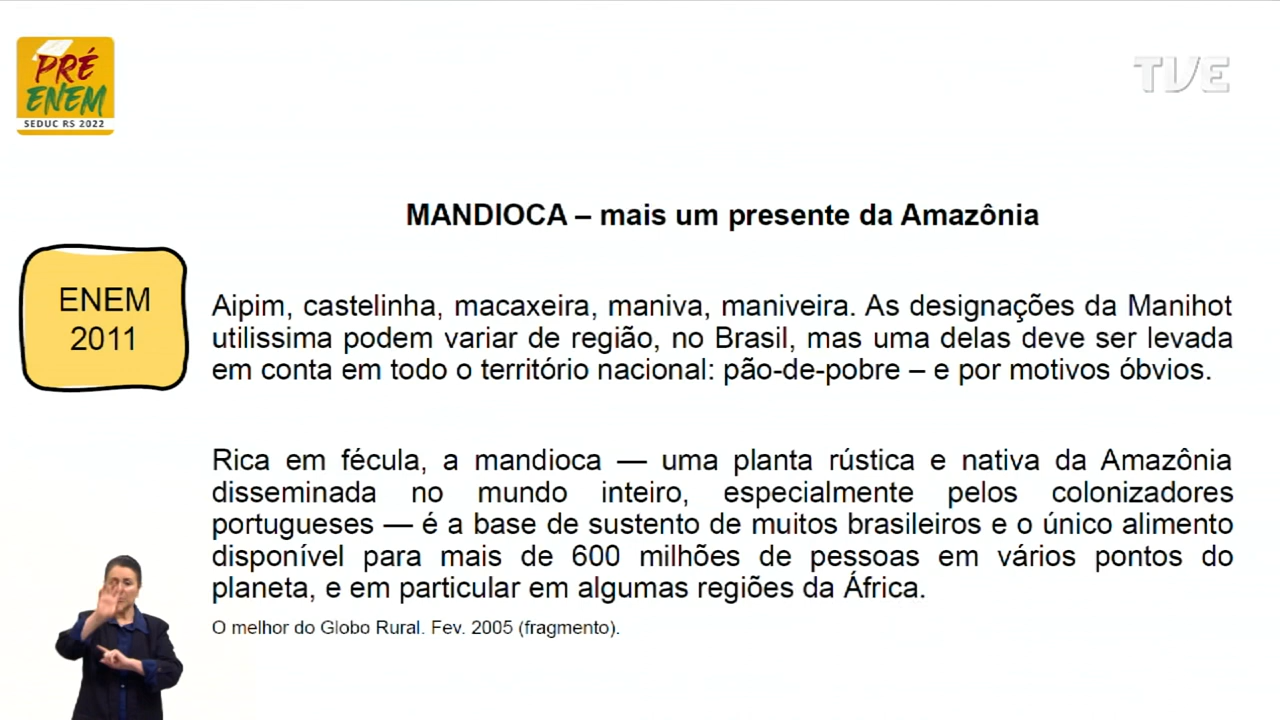 PRÉ
ENEM
SEDUC RS 2022
TVE
MANDIOCA – mais um presente da Amazônia
ENEM
2011
Aipim, castelinha, macaxeira, maniva, maniveira. As designações da Manihot
utilissima podem variar de região, no Brasil, mas uma delas deve ser levada
em conta em todo o território nacional: pão-de-pobre – e por motivos óbvios.
Rica em fécula, a mandioca — uma planta rústica e nativa da Amazônia
disseminada no mundo inteiro, especialmente pelos colonizadores
portugueses — é a base de sustento de muitos brasileiros e o único alimento
disponível para mais de 600 milhões de pessoas em vários pontos do
planeta, e em particular em algumas regiões da África.
O melhor do Globo Rural. Fev. 2005 (fragmento).